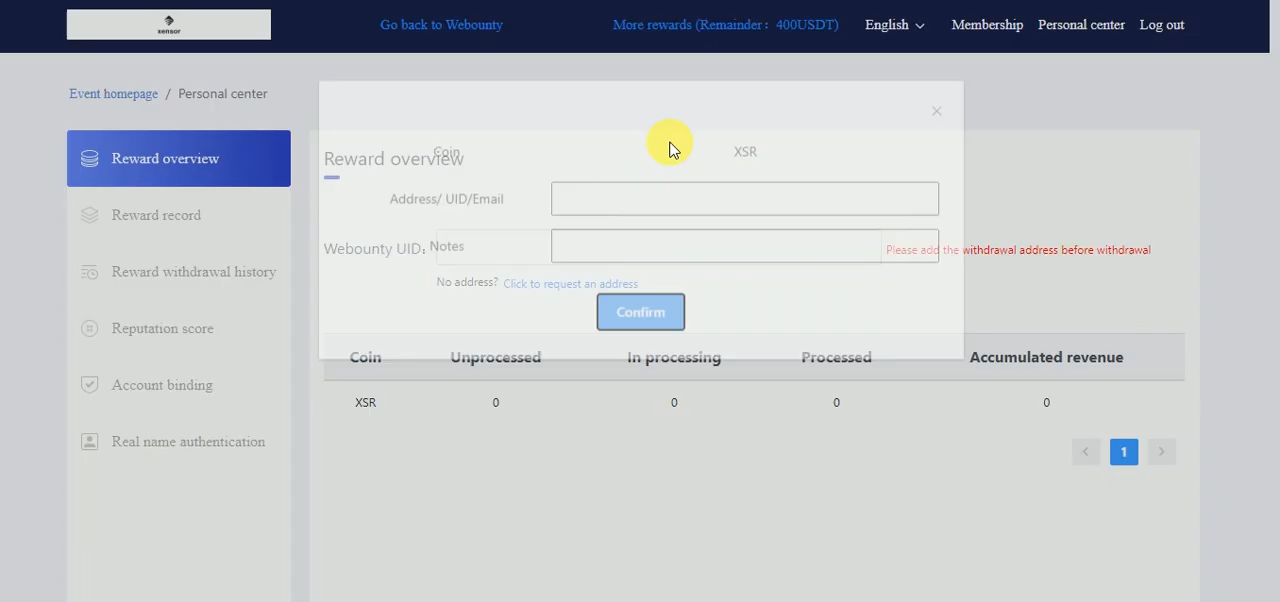 xensor
Go back to Webounty
More rewards (Remainder： 400USDT)
English
Membership
Personal center
Log out
Event homepage / Personal center
Reward overview
Reward record
Reward withdrawal history
Reputation score
Account binding
Real name authentication
Reward overview
Coin XSR
Address/ UID/Email
Webounty UID：
Notes
Please add the withdrawal address before withdrawal
No address? Click to request an address
Confirm
Coin Unprocessed In processing Processed Accumulated revenue
XSR 0 0 0 0
1